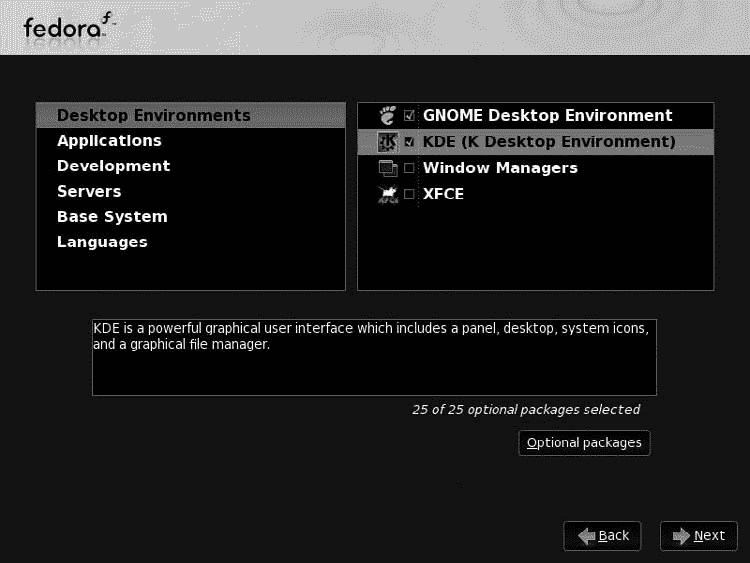 fedora
Desktop Environments
Applications
Development
Servers
Base System
Languages
GNOME Desktop Environment
KDE (K Desktop Environment)
Window Managers
XFCE
KDE is a powerful graphical user interface which includes a panel, desktop, system icons,
and a graphical file manager.
25 of 25 optional packages selected
Optional packages
Back
Next